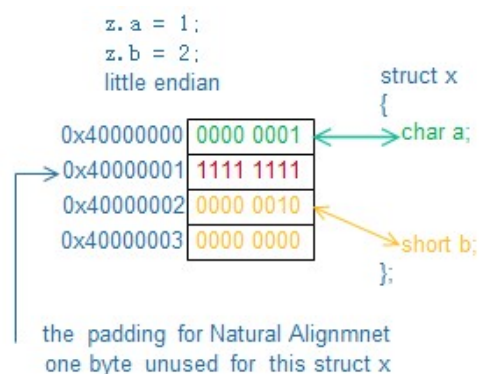 z.a = 1;
z.b = 2;
little endian
struct x
{
0x40000000 0000 0001 char a;
0x40000001 1111 1111
0x40000002 0000 0010
0x40000003 0000 0000 short b;
};
the padding for Natural Alignmnet
one byte unused for this struct x